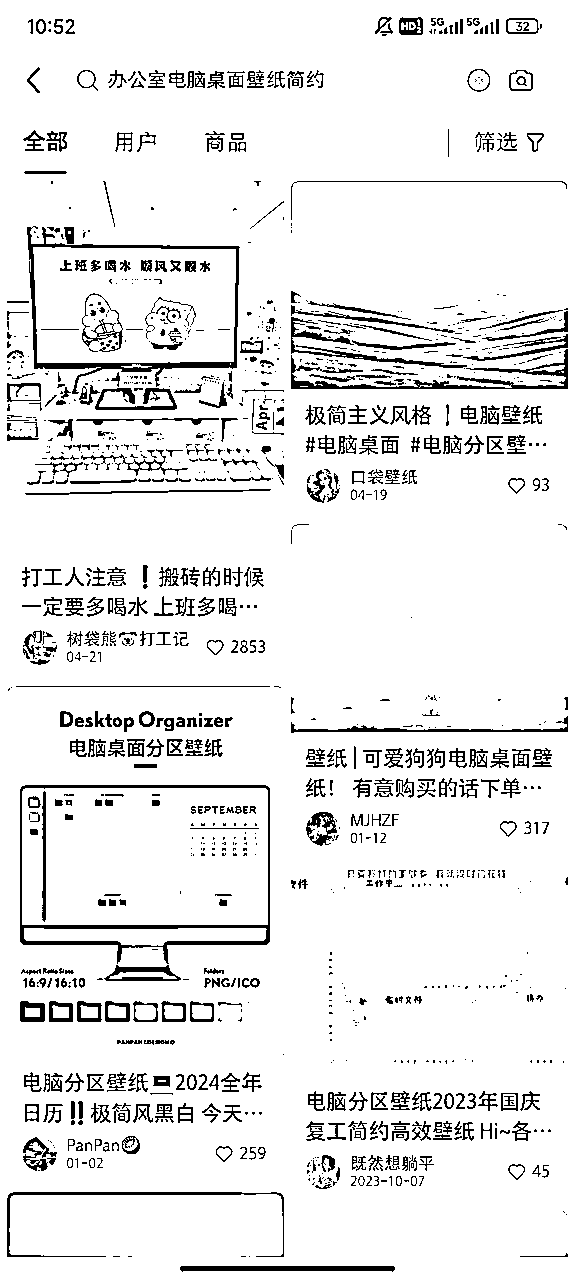 10:52
HD 5G 5G 32
办公室电脑桌面壁纸简约
全部 用户 商品 筛选
上班多喝水 顺风又顺水
Apr
打工人注意❗搬砖的时候
一定要多喝水 上班多喝…
树袋熊🐨打工记
04-21
2853
极简主义风格 ┆ 电脑壁纸
#电脑桌面 #电脑分区壁…
口袋壁纸
04-19
93
Desktop Organizer
电脑桌面分区壁纸
SEPTEMBER
Aspect Ratio Sizes
16:9/16:10
Folders
PNG/ICO
电脑分区壁纸💻2024全年
日历‼️极简风黑白 今天…
PanPan
01-02
259
壁纸│可爱狗狗电脑桌面壁
纸！ 有意购买的话下单…
MJHZF
01-12
317
工作中
临时文件
电脑分区壁纸2023年国庆
复工简约高效壁纸 Hi~各…
既然想躺平
2023-10-07
45